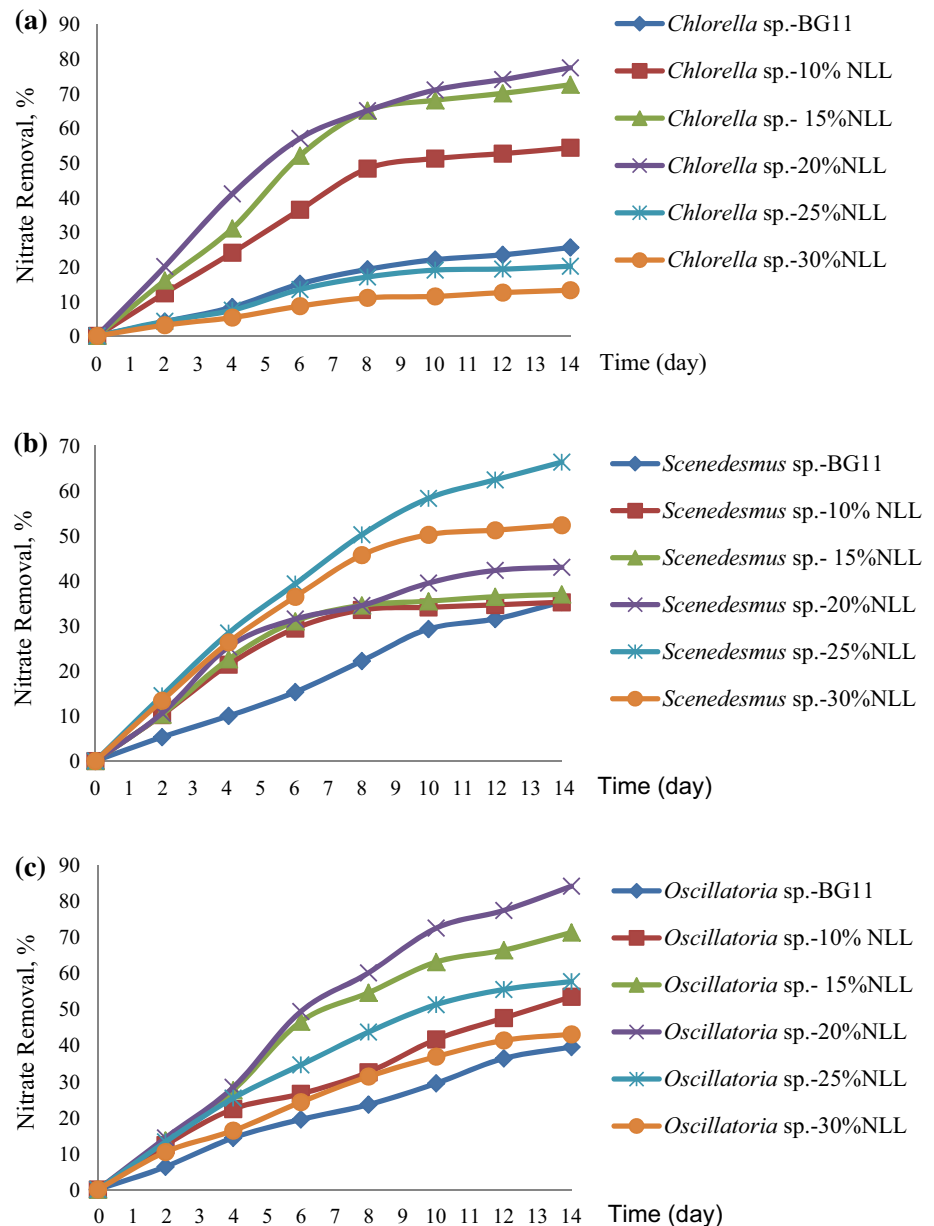 (a)
Nitrate Removal, %
90
80
70
60
50
40
30
20
10
0
0 1 2 3 4 5 6 7 8 9 10 11 12 13 14
Time (day)
Chlorella sp.-BG11
Chlorella sp.-10% NLL
Chlorella sp.- 15%NLL
Chlorella sp.-20%NLL
Chlorella sp.-25%NLL
Chlorella sp.-30%NLL
(b)
Nitrate Removal, %
70
60
50
40
30
20
10
0
0 1 2 3 4 5 6 7 8 9 10 11 12 13 14
Time (day)
Scenedesmus sp.-BG11
Scenedesmus sp.-10% NLL
Scenedesmus sp.- 15%NLL
Scenedesmus sp.-20%NLL
Scenedesmus sp.-25%NLL
Scenedesmus sp.-30%NLL
(c)
Nitrate Removal, %
90
80
70
60
50
40
30
20
10
0
0 1 2 3 4 5 6 7 8 9 10 11 12 13 14
Time (day)
Oscillatoria sp.-BG11
Oscillatoria sp.-10% NLL
Oscillatoria sp.- 15%NLL
Oscillatoria sp.-20%NLL
Oscillatoria sp.-25%NLL
Oscillatoria sp.-30%NLL